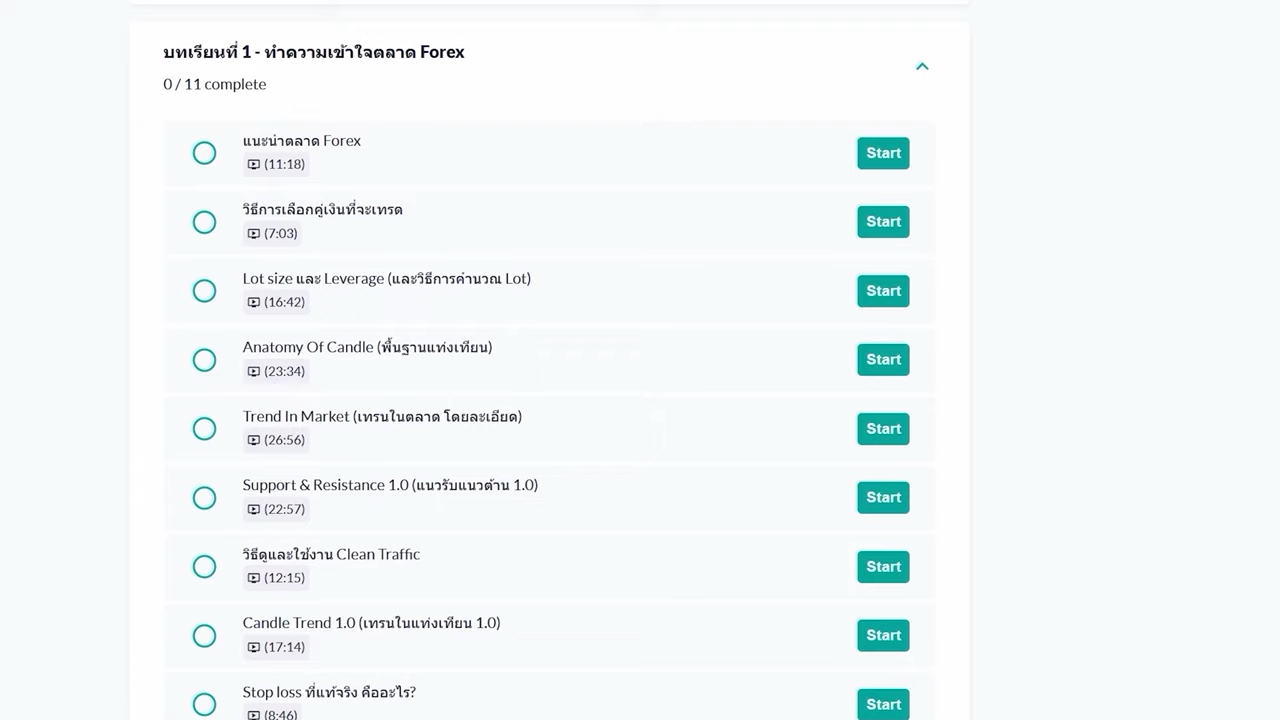 บทเรียนที่ 1 - ทำความเข้าใจตลาด Forex
0 / 11 complete
แนะนำตลาด Forex
(11:18)
Start
วิธีการเลือกคู่เงินที่จะเทรด
(7:03)
Start
Lot size และ Leverage (และวิธีการคำนวณ Lot)
(16:42)
Start
Anatomy Of Candle (พื้นฐานแท่งเทียน)
(23:34)
Start
Trend In Market (เทรนในตลาด โดยละเอียด)
(26:56)
Start
Support & Resistance 1.0 (แนวรับแนวต้าน 1.0)
(22:57)
Start
วิธีดูและใช้งาน Clean Traffic
(12:15)
Start
Candle Trend 1.0 (เทรนในแท่งเทียน 1.0)
(17:14)
Start
Stop loss ที่แท้จริง คืออะไร?
(8:46)
Start